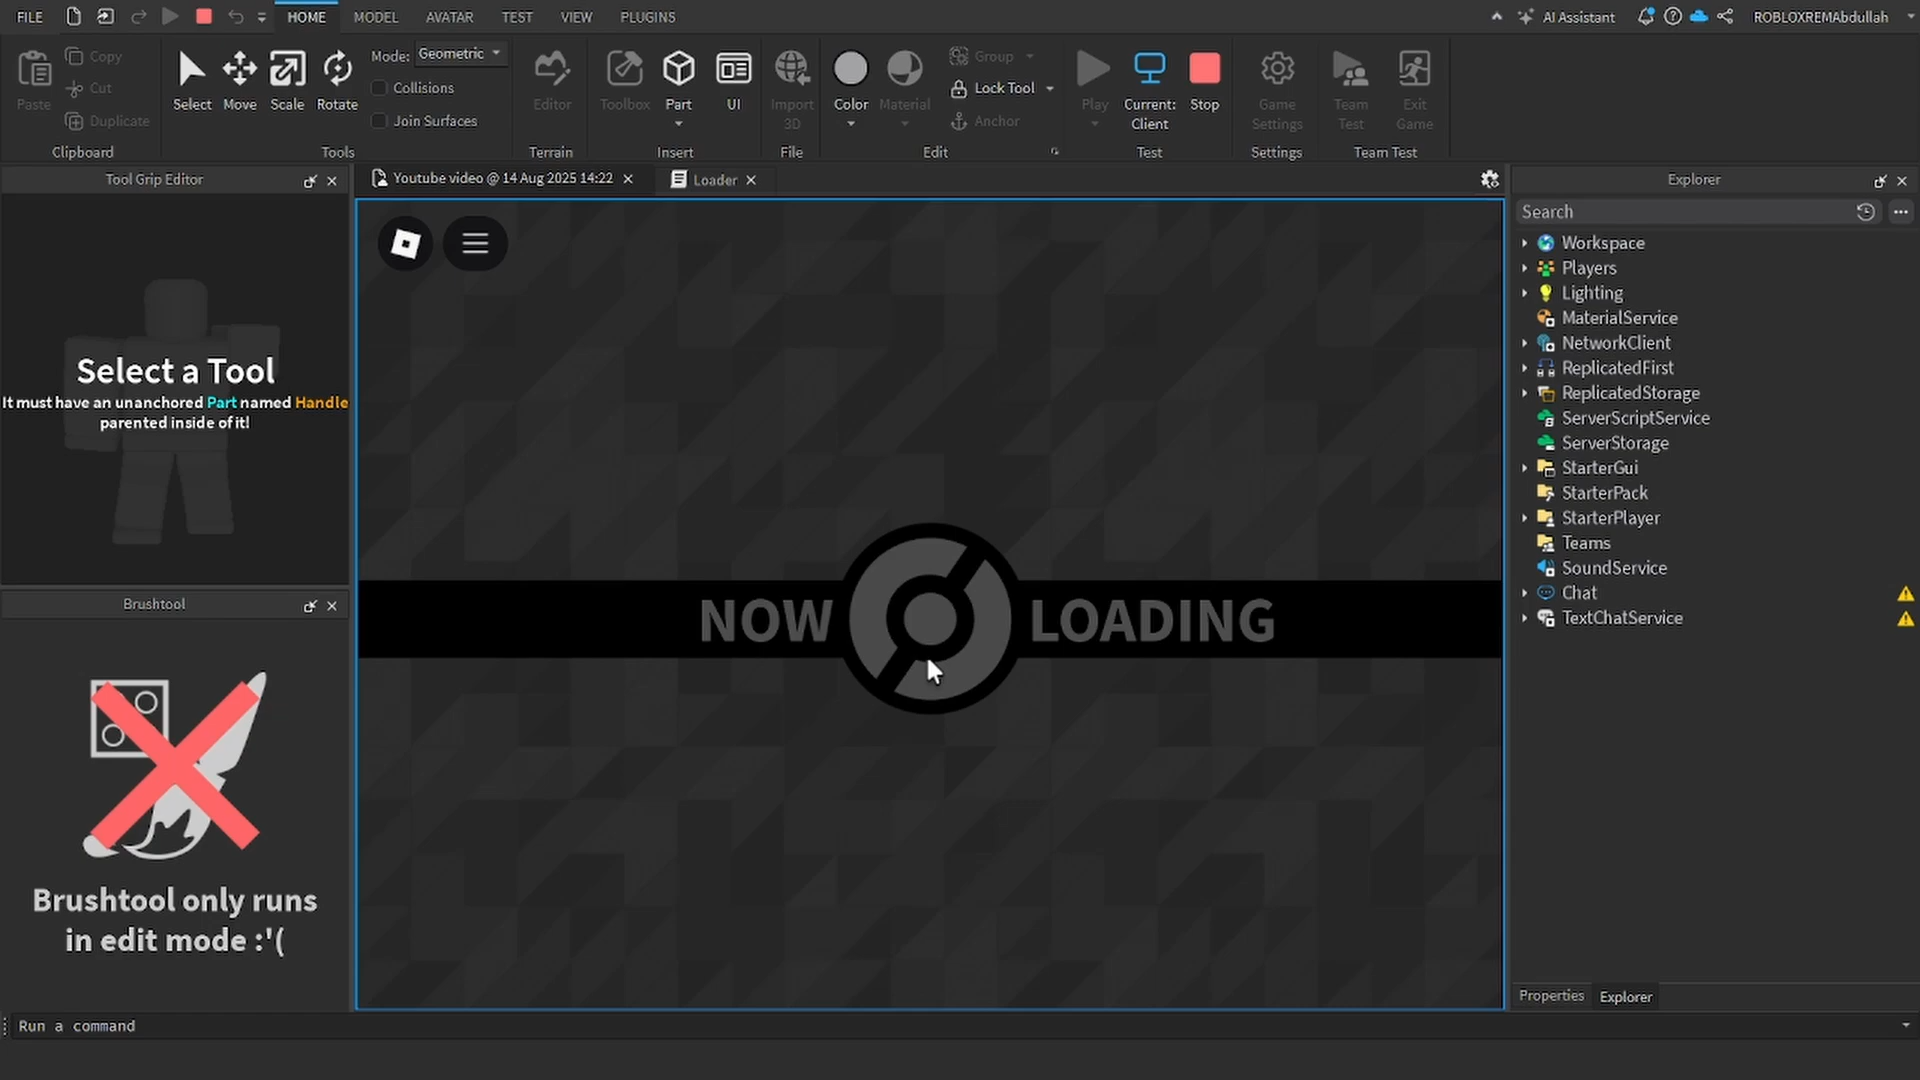 FILE
HOME
MODEL
AVATAR
TEST
VIEW
PLUGINS
AI Assistant
ROBLOXREMAbdullah
Paste
Copy
Cut
Duplicate
Clipboard
Select
Move
Scale
Rotate
Mode: Geometric
Collisions
Join Surfaces
Tools
Editor
Terrain
Toolbox
Part
UI
Insert
Import
3D
File
Color
Material
Group
Lock Tool
Anchor
Edit
Play
Current:
Client
Stop
Test
Game
Settings
Settings
Team
Test
Exit
Game
Team Test
Tool Grip Editor
Select a Tool
It must have an unanchored Part named Handle
parented inside of it!
Brushtool
Brushtool only runs
in edit mode :'(
Youtube video @ 14 Aug 2025 14:22
Loader
NOW LOADING
Explorer
Search
Workspace
Players
Lighting
MaterialService
NetworkClient
ReplicatedFirst
ReplicatedStorage
ServerScriptService
ServerStorage
StarterGui
StarterPack
StarterPlayer
Teams
SoundService
Chat
TextChatService
Properties
Explorer
Run a command